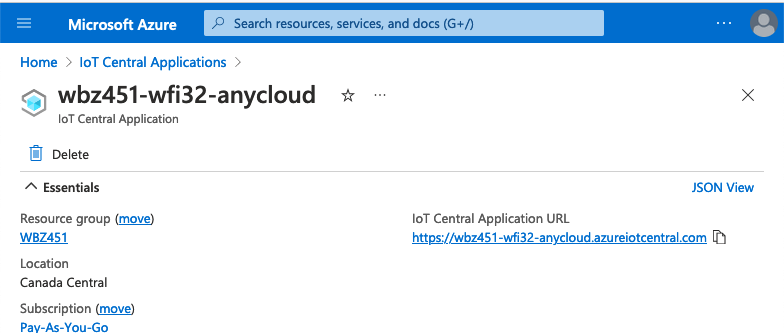 Microsoft Azure
Search resources, services, and docs (G+/)
Home > IoT Central Applications >
wbz451-wfi32-anycloud
IoT Central Application
Delete
Essentials
JSON View
Resource group (move)
WBZ451
IoT Central Application URL
https://wbz451-wfi32-anycloud.azureiotcentral.com
Location
Canada Central
Subscription (move)
Pay-As-You-Go